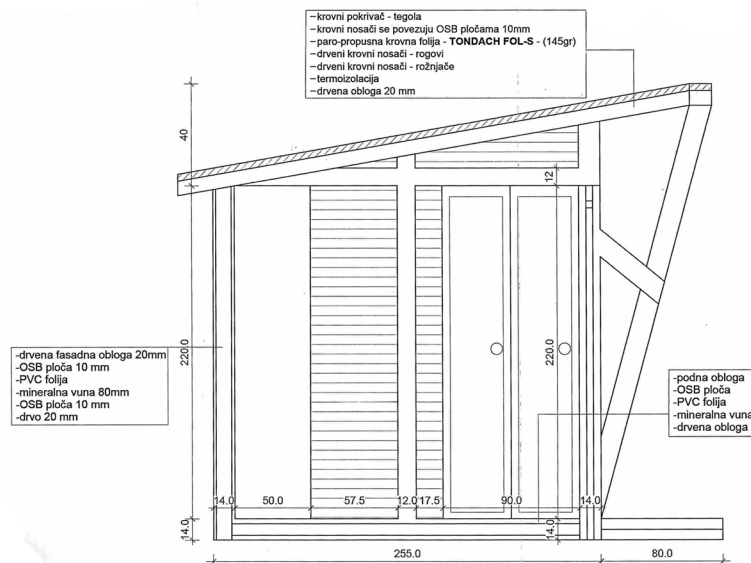 -krovni pokrivač - tegola
-krovni nosači se povezuju OSB pločama 10mm
-paro-propusna krovna folija - TONDACH FOL-S - (145gr)
-drveni krovni nosači - rogovi
-drveni krovni nosači - rožnjače
-termoizolacija
-drvena obloga 20 mm
40
12
220.0
220.0
-drvena fasadna obloga 20mm
-OSB ploča 10 mm
-PVC folija
-mineralna vuna 80mm
-OSB ploča 10 mm
-drvo 20 mm
-podna obloga
-OSB ploča
-PVC folija
-mineralna vuna
-drvena obloga
14.0 50.0 57.5 12.0 17.5 90.0 14.0
14.0
14.0
255.0 80.0